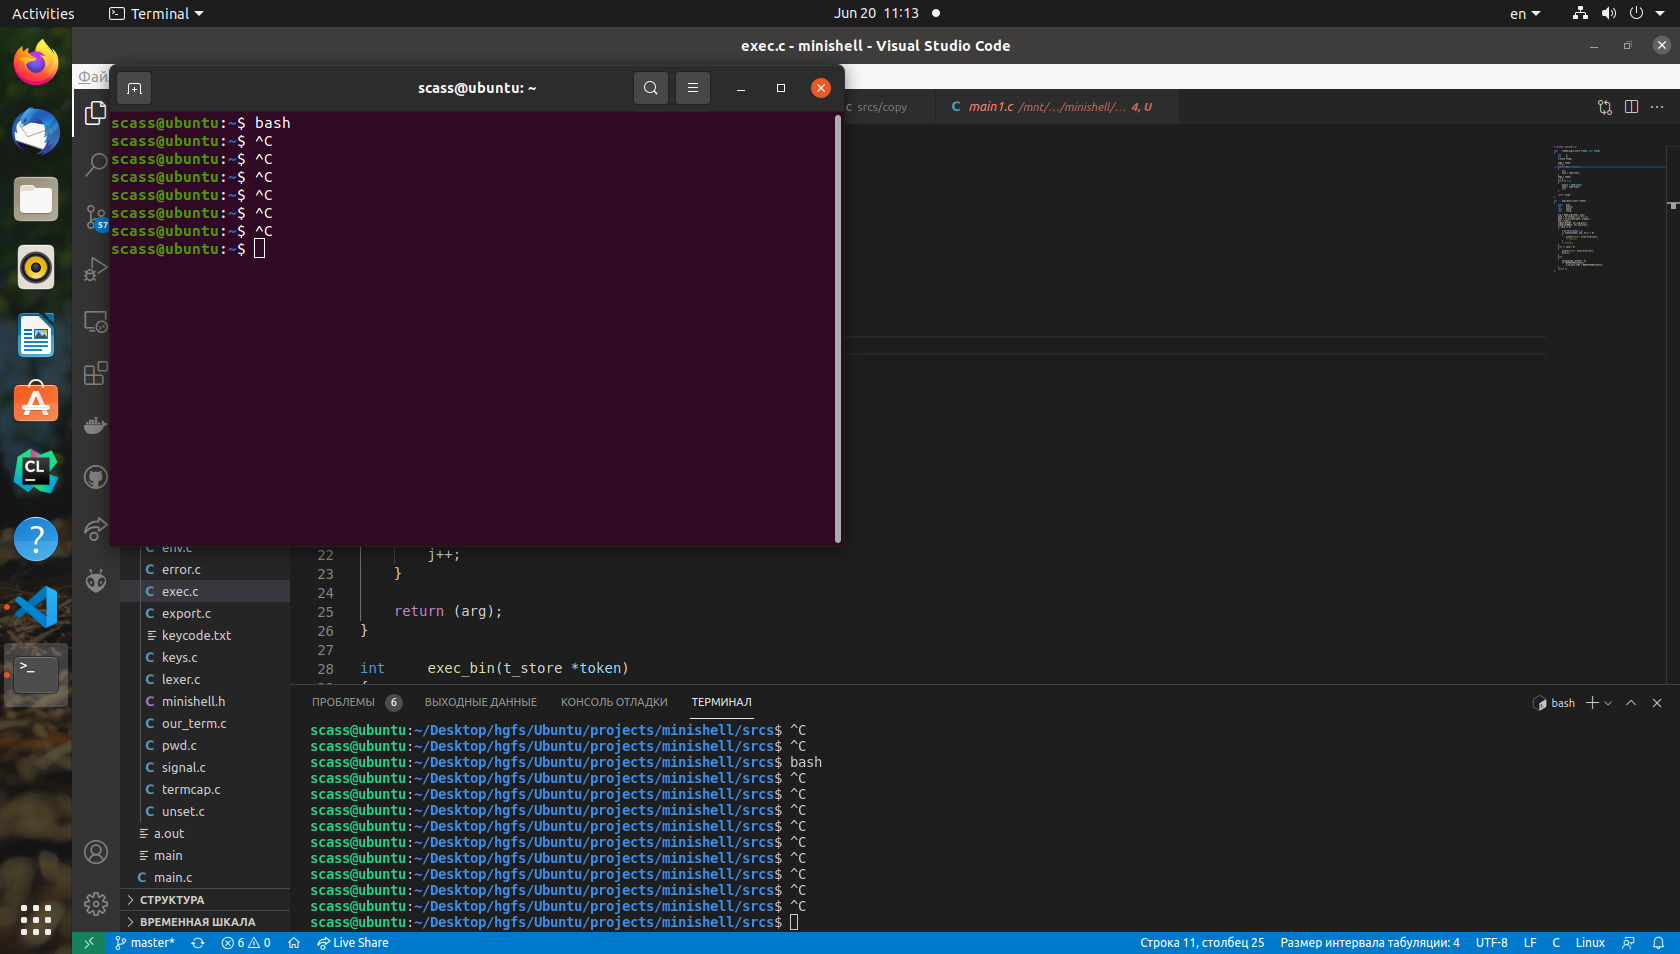 Activities
Terminal
Jun 20 11:13
en
exec.c - minishell - Visual Studio Code
scass@ubuntu: ~
scass@ubuntu:~$ bash
scass@ubuntu:~$ ^C
scass@ubuntu:~$ ^C
scass@ubuntu:~$ ^C
scass@ubuntu:~$ ^C
scass@ubuntu:~$ ^C
scass@ubuntu:~$ ^C
scass@ubuntu:~$
c srcs/copy
C main1.c /mnt/.../minishell/... 4, U
57
CL
env.c
C error.c
C exec.c
C export.c
keycode.txt
C keys.c
C lexer.c
C minishell.h
C our_term.c
C pwd.c
C signal.c
C termcap.c
C unset.c
a.out
main
C main.c
СТРУКТУРА
ВРЕМЕННАЯ ШКАЛА
22 j++;
23 }
24
25 return (arg);
26 }
27
28 int exec_bin(t_store *token)
ПРОБЛЕМЫ 6 ВЫХОДНЫЕ ДАННЫЕ КОНСОЛЬ ОТЛАДКИ ТЕРМИНАЛ
bash
scass@ubuntu:~/Desktop/hgfs/Ubuntu/projects/minishell/srcs$ ^C
scass@ubuntu:~/Desktop/hgfs/Ubuntu/projects/minishell/srcs$ ^C
scass@ubuntu:~/Desktop/hgfs/Ubuntu/projects/minishell/srcs$ bash
scass@ubuntu:~/Desktop/hgfs/Ubuntu/projects/minishell/srcs$ ^C
scass@ubuntu:~/Desktop/hgfs/Ubuntu/projects/minishell/srcs$ ^C
scass@ubuntu:~/Desktop/hgfs/Ubuntu/projects/minishell/srcs$ ^C
scass@ubuntu:~/Desktop/hgfs/Ubuntu/projects/minishell/srcs$ ^C
scass@ubuntu:~/Desktop/hgfs/Ubuntu/projects/minishell/srcs$ ^C
scass@ubuntu:~/Desktop/hgfs/Ubuntu/projects/minishell/srcs$ ^C
scass@ubuntu:~/Desktop/hgfs/Ubuntu/projects/minishell/srcs$ ^C
scass@ubuntu:~/Desktop/hgfs/Ubuntu/projects/minishell/srcs$ ^C
scass@ubuntu:~/Desktop/hgfs/Ubuntu/projects/minishell/srcs$ ^C
scass@ubuntu:~/Desktop/hgfs/Ubuntu/projects/minishell/srcs$
master* 6 0 Live Share
Строка 11, столбец 25 Размер интервала табуляции: 4 UTF-8 LF C Linux